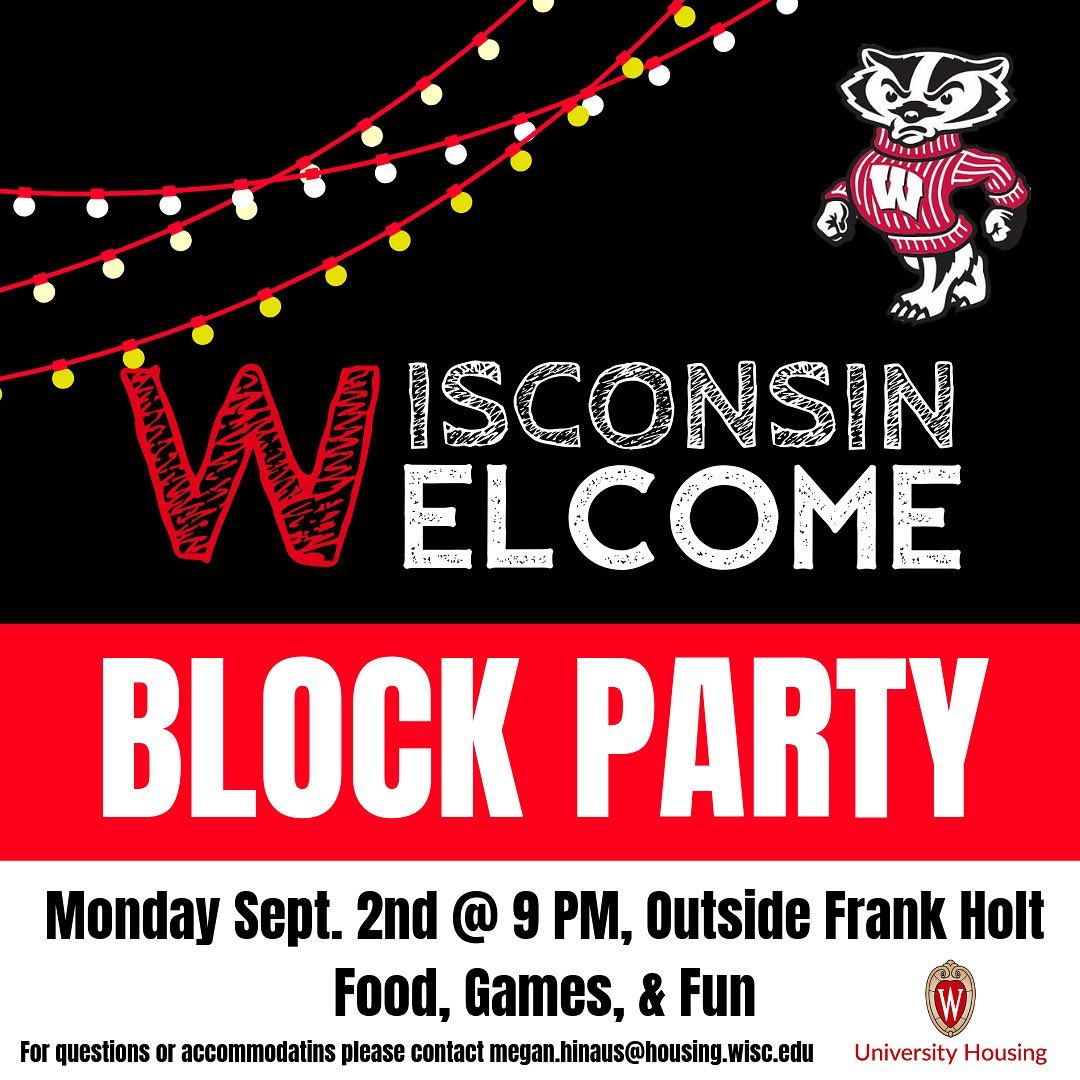 W
WISCONSIN
WELCOME
BLOCK PARTY
Monday Sept. 2nd @ 9 PM, Outside Frank Holt
Food, Games, & Fun
For questions or accommodatins please contact megan.hinaus@housing.wisc.edu
W
University Housing